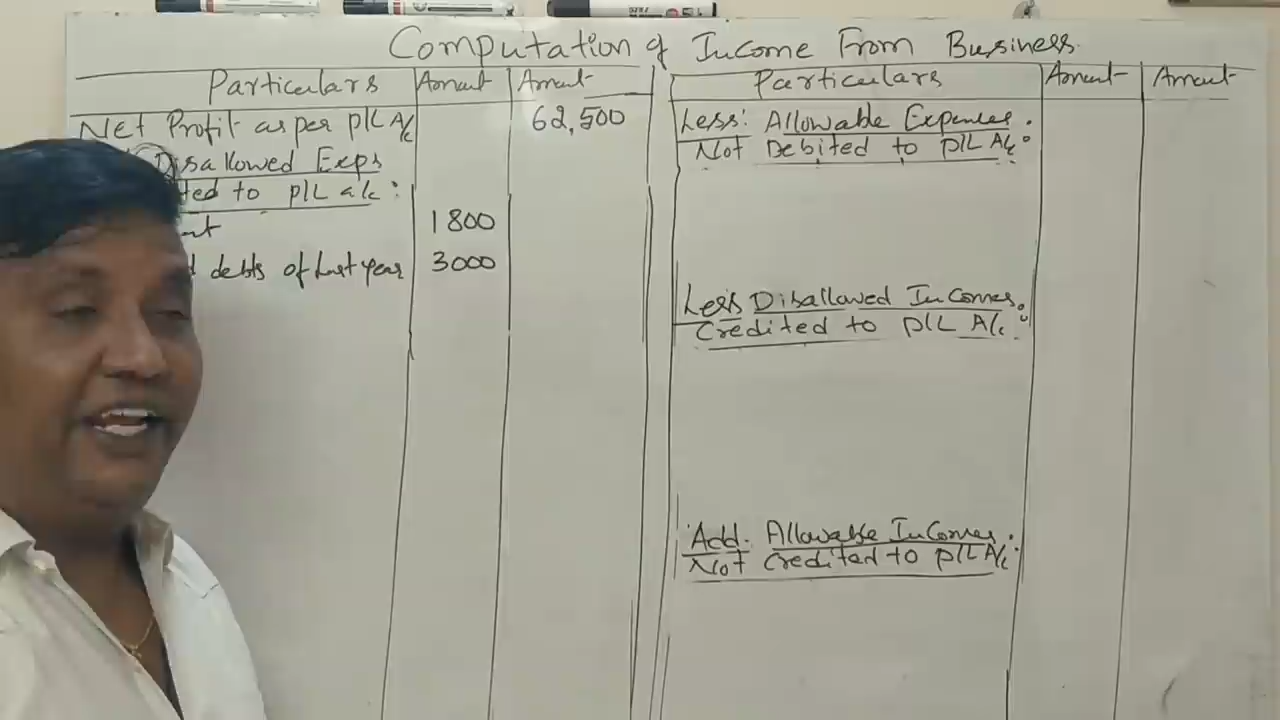 Computation of Income From Business.
Particulars Amount Amount
Net Profit as per P/L A/c 62,500
Disallowed Exps
ted to P/L a/c :
1800
debts of Last year 3000
Particulars Amount Amount
Less: Allowable Expenses.
Not Debited to P/L A/c:
Less Disallowed Incomes:
Credited to P/L A/c:
Add: Allowable Incomes.
Not Credited to P/L A/c